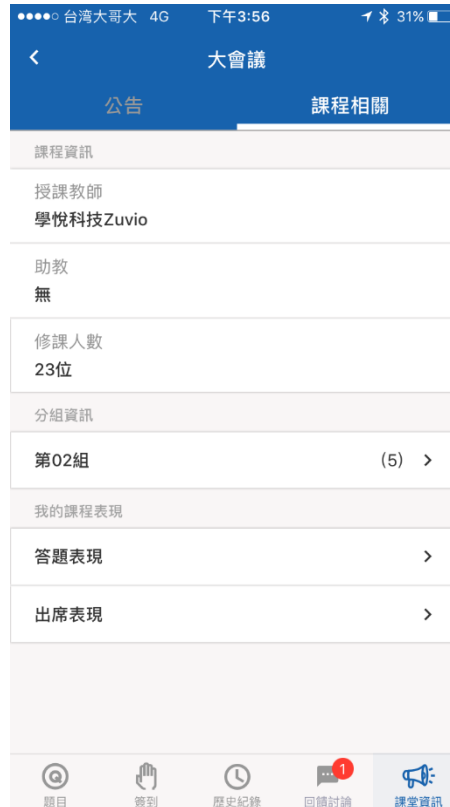 台湾大哥大 4G 下午3:56 31%
大會議
公告 課程相關
課程資訊
授課教師
學悅科技Zuvio
助教
無
修課人數
23位
分組資訊
第02組 (5)
我的課程表現
答題表現
出席表現
Q 1
題目 簽到 歷史紀錄 回饋討論 課堂資訊